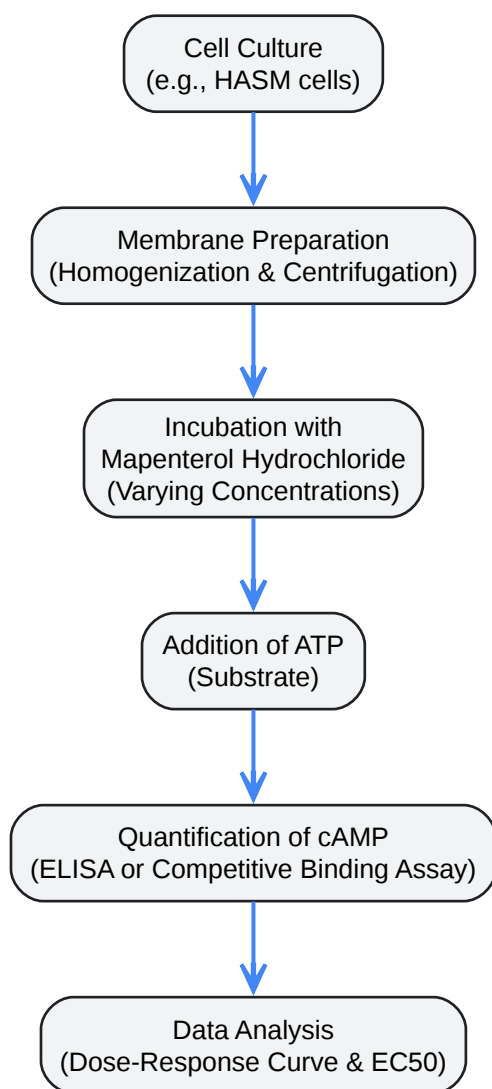 Cell Culture
(e.g., HASM cells)
Membrane Preparation
(Homogenization & Centrifugation)
Incubation with
Mapenterol Hydrochloride
(Varying Concentrations)
Addition of ATP
(Substrate)
Quantification of cAMP
(ELISA or Competitive Binding Assay)
Data Analysis
(Dose-Response Curve & EC50)